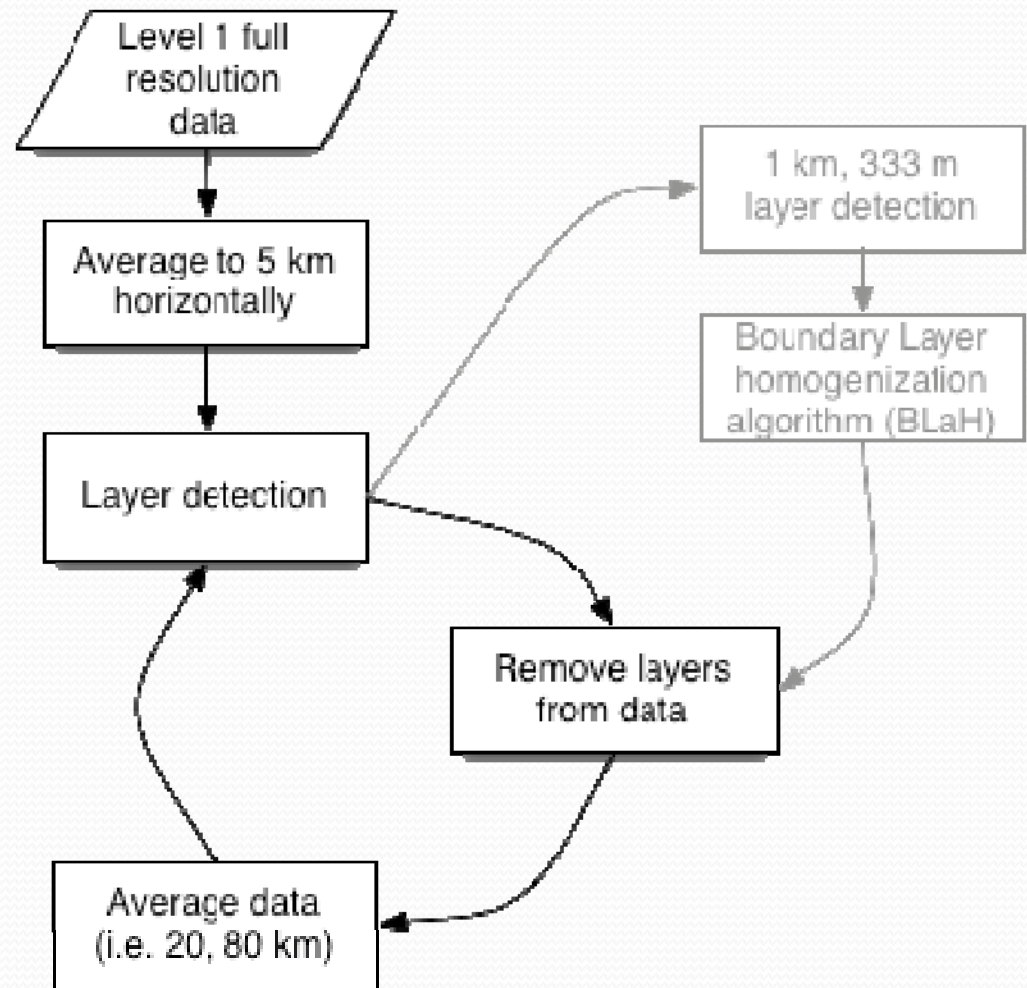 Level 1 full
resolution
data
Average to 5 km
horizontally
Layer detection
1 km, 333 m
layer detection
Boundary Layer
homogenization
algorithm (BLaH)
Remove layers
from data
Average data
(i.e. 20, 80 km)